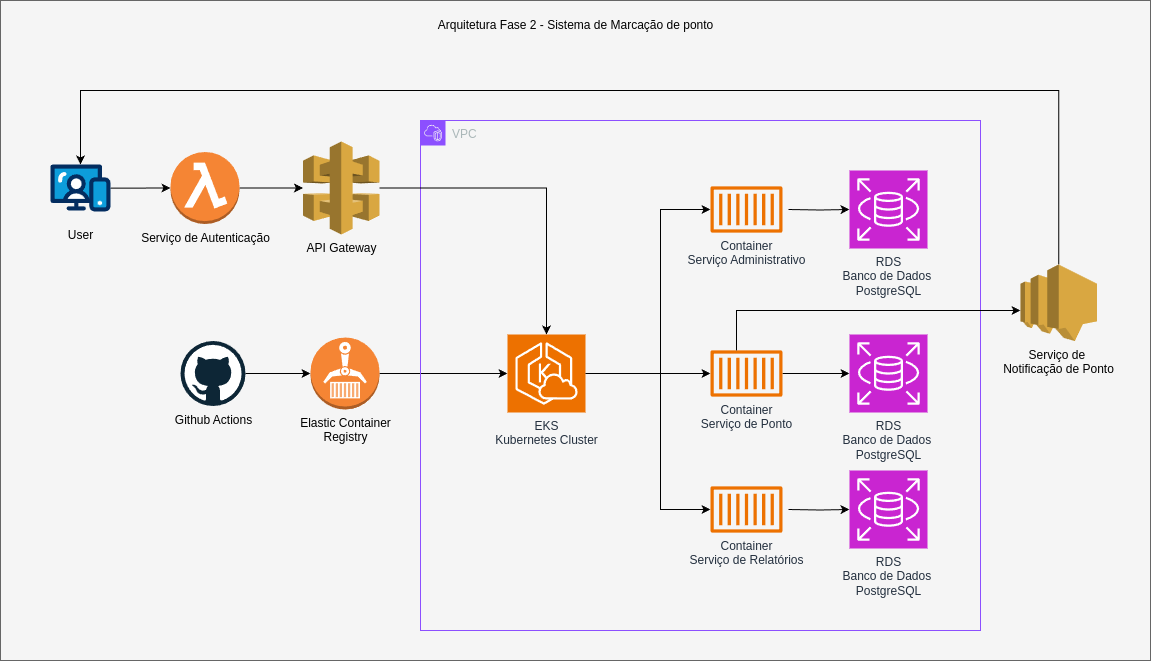 Arquitetura Fase 2 - Sistema de Marcação de ponto
VPC
User
Serviço de Autenticação
API Gateway
Container
Serviço Administrativo
RDS
Banco de Dados
PostgreSQL
Serviço de
Notificação de Ponto
Github Actions
Elastic Container
Registry
EKS
Kubernetes Cluster
Container
Serviço de Ponto
RDS
Banco de Dados
PostgreSQL
Container
Serviço de Relatórios
RDS
Banco de Dados
PostgreSQL